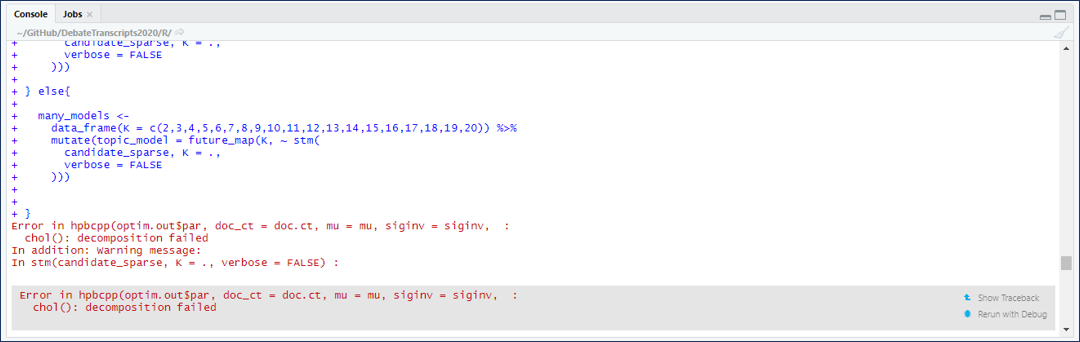 Console Jobs
~/GitHub/DebateTranscripts2020/R/
+ candidate_sparse, K = .,
+ verbose = FALSE
+ )))
+
+ } else{
+
+ many_models <-
+ data_frame(K = c(2,3,4,5,6,7,8,9,10,11,12,13,14,15,16,17,18,19,20)) %>%
+ mutate(topic_model = future_map(K, ~ stm(
+ candidate_sparse, K = .,
+ verbose = FALSE
+ )))
+
+
+ }
Error in hpbcpp(optim.out$par, doc_ct = doc.ct, mu = mu, siginv = siginv, :
chol(): decomposition failed
In addition: Warning message:
In stm(candidate_sparse, K = ., verbose = FALSE) :
Error in hpbcpp(optim.out$par, doc_ct = doc.ct, mu = mu, siginv = siginv, :
chol(): decomposition failed
Show Traceback
Rerun with Debug